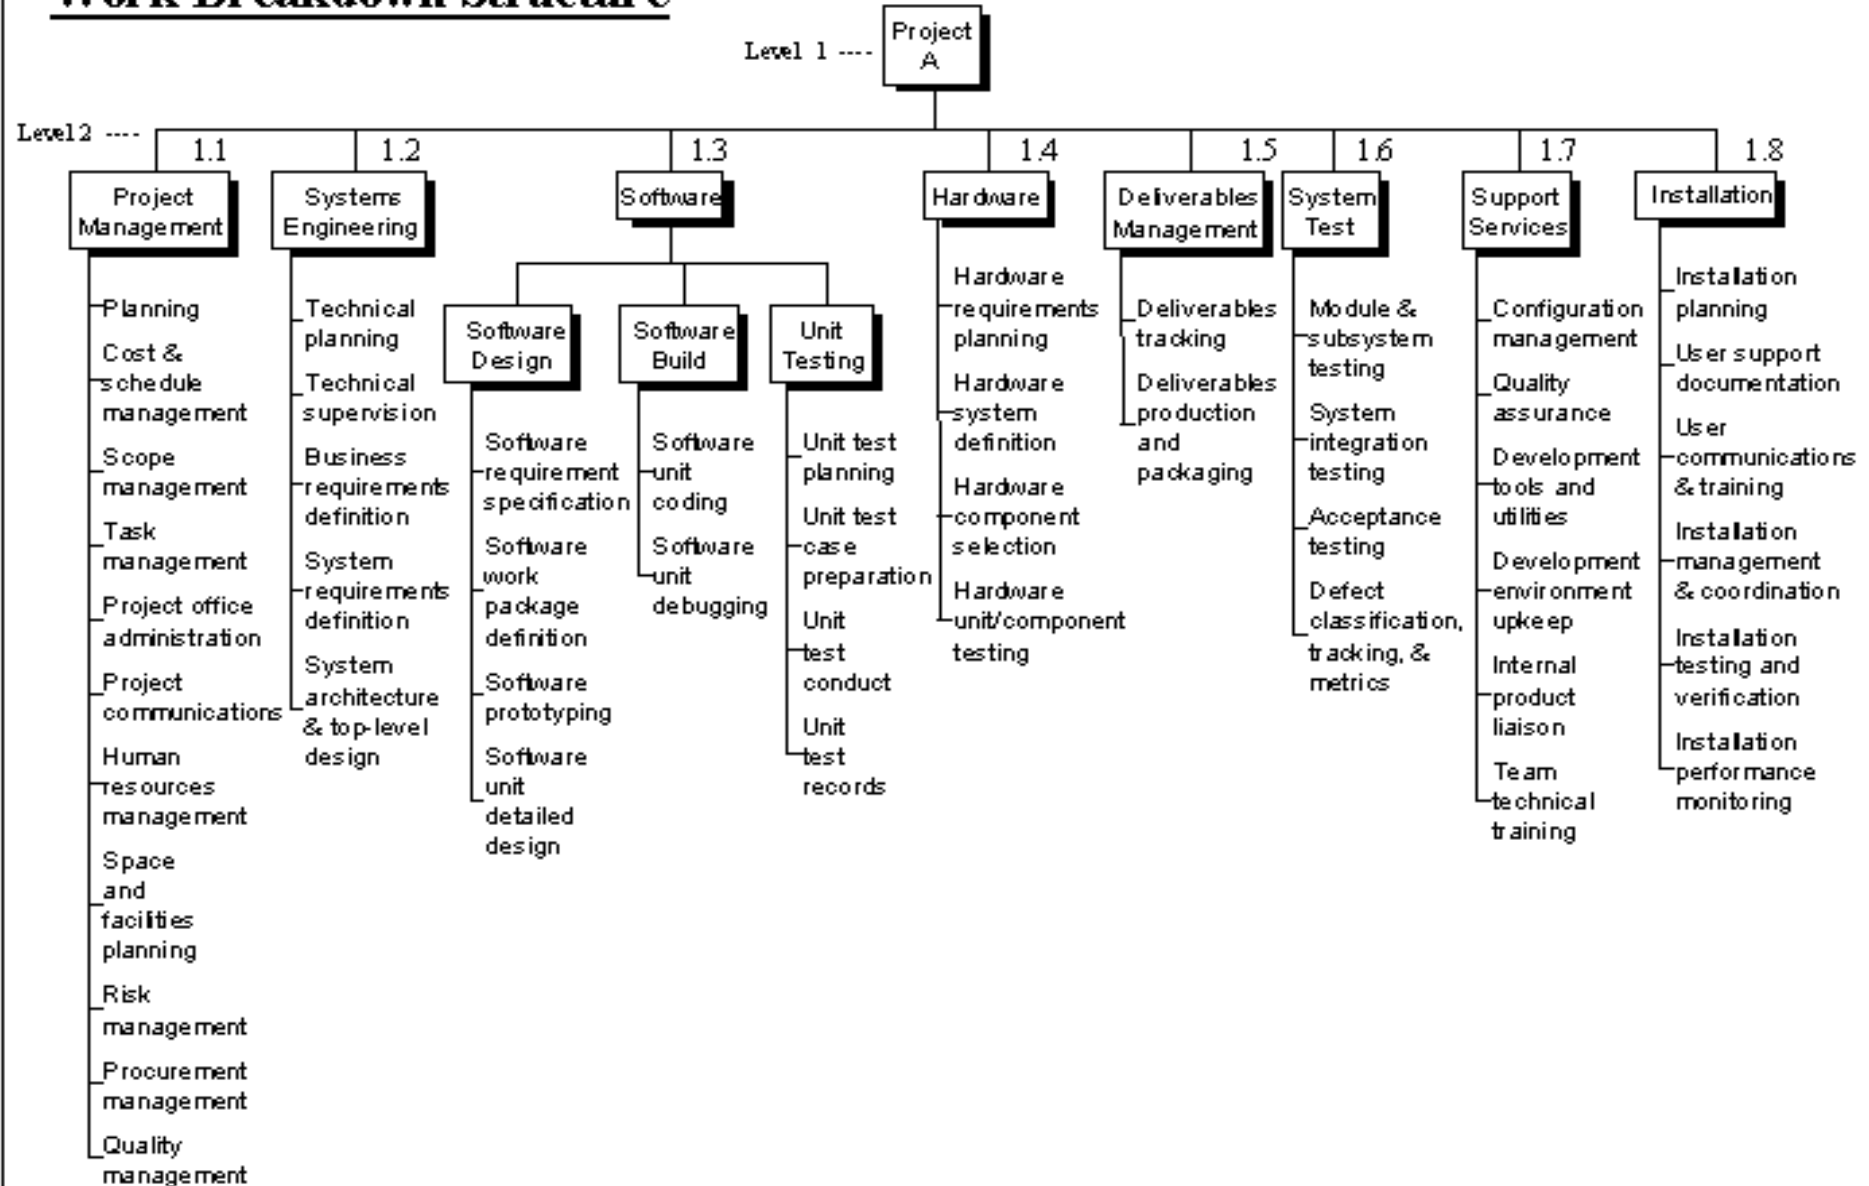 Work Breakdown Structure
Level 1 ----
Project
A
Level 2 ----
1.1
Project
Management
Planning
Cost &
schedule
management
Scope
management
Task
management
Project office
administration
Project
communications
Human
resources
management
Space
and
facilities
planning
Risk
management
Procurement
management
Quality
management
1.2
Systems
Engineering
Technical
planning
Technical
supervision
Business
requirements
definition
System
requirements
definition
System
architecture
& top-level
design
1.3
Software
Software
Design
Software
requirement
specification
Software
work
package
definition
Software
prototyping
Software
unit
detailed
design
Software
Build
Software
unit
coding
Software
unit
debugging
Unit
Testing
Unit test
planning
Unit test
case
preparation
Unit
test
conduct
Unit
test
records
1.4
Hardware
Hardware
requirements
planning
Hardware
system
definition
Hardware
component
selection
Hardware
unit/component
testing
1.5
Deliverables
Management
Deliverables
tracking
Deliverables
production
and
packaging
1.6
System
Test
Module &
subsystem
testing
System
integration
testing
Acceptance
testing
Defect
classification,
tracking, &
metrics
1.7
Support
Services
Configuration
management
Quality
assurance
Development
tools and
utilities
Development
environment
upkeep
Internal
product
liaison
Team
technical
training
1.8
Installation
Installation
planning
User support
documentation
User
communications
& training
Installation
management
& coordination
Installation
testing and
verification
Installation
performance
monitoring